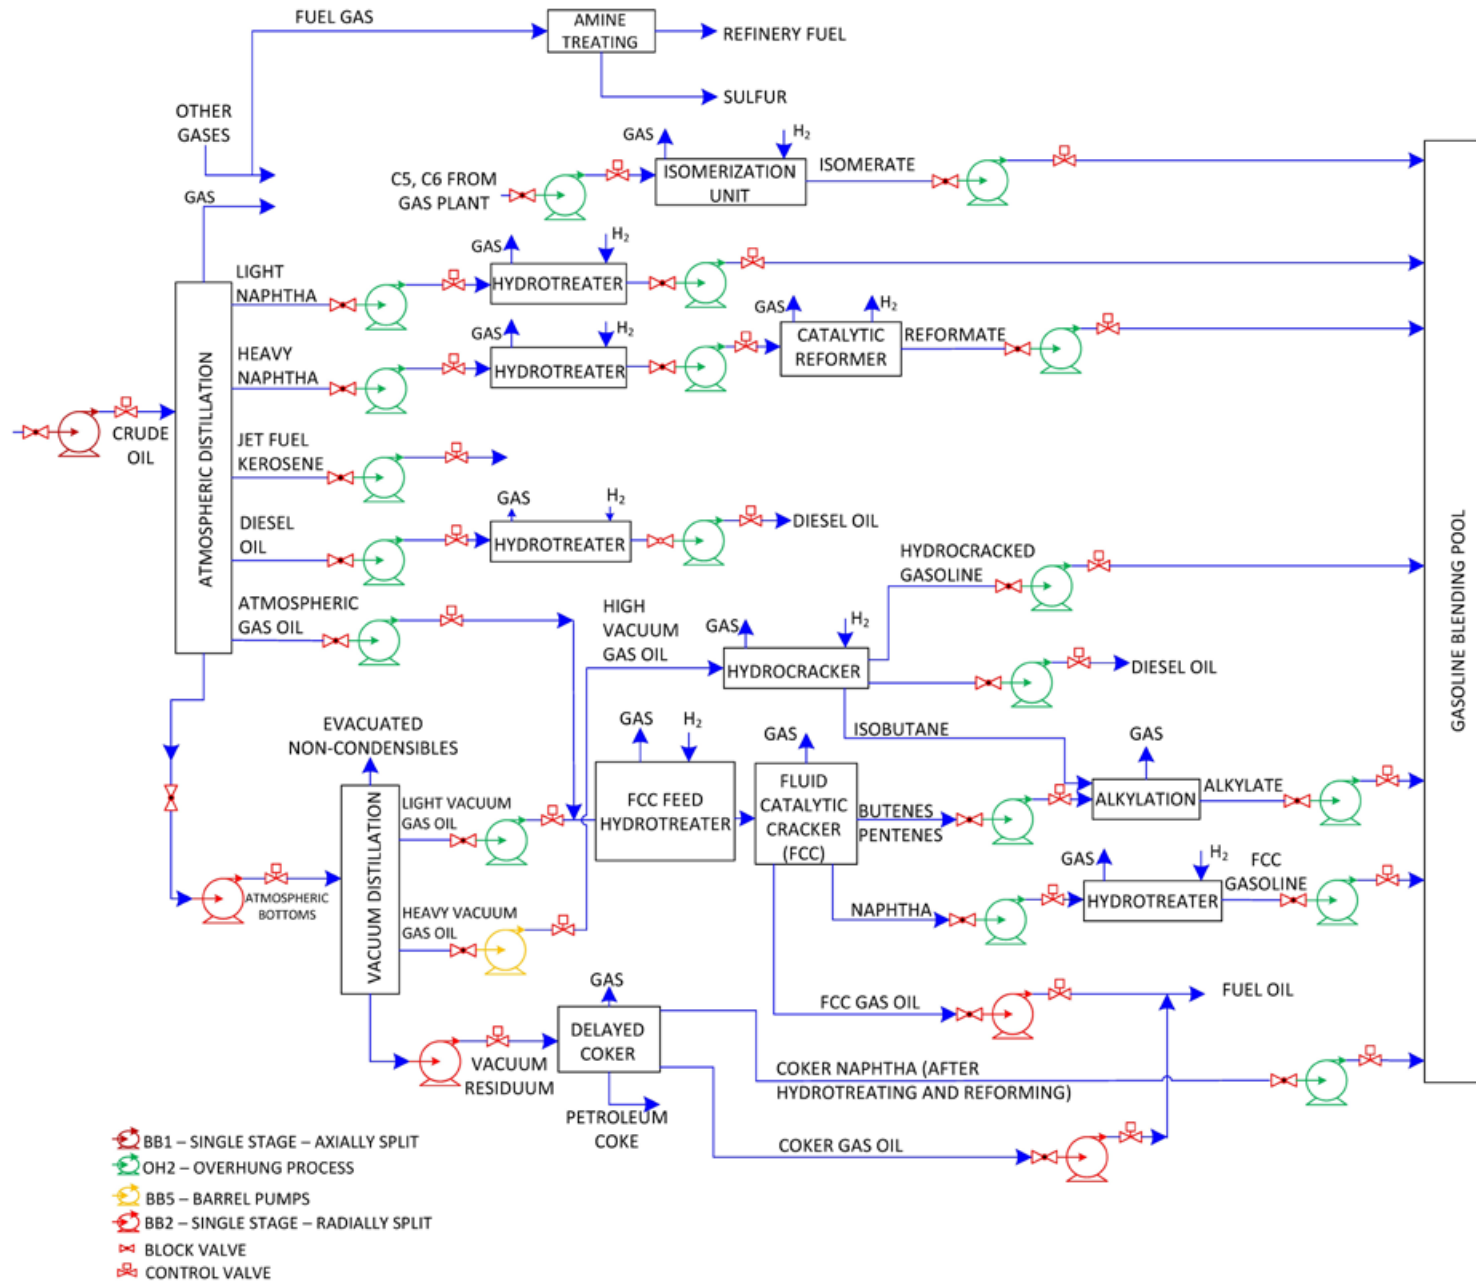 FUEL GAS
AMINE
TREATING
REFINERY FUEL
SULFUR
OTHER
GASES
GAS
GAS
H2
C5, C6 FROM
GAS PLANT
ISOMERIZATION
UNIT
ISOMERATE
LIGHT
NAPHTHA
GAS
H2
HYDROTREATER
HEAVY
NAPHTHA
GAS
H2
HYDROTREATER
GAS
H2
CATALYTIC
REFORMER
REFORMATE
CRUDE
OIL
ATMOSPHERIC DISTILLATION
JET FUEL
KEROSENE
DIESEL
OIL
GAS
H2
HYDROTREATER
DIESEL OIL
ATMOSPHERIC
GAS OIL
HIGH
VACUUM
GAS OIL
GAS
H2
HYDROCRACKER
HYDROCRACKED
GASOLINE
DIESEL OIL
ISOBUTANE
GASOLINE BLENDING POOL
EVACUATED
NON-CONDENSIBLES
VACUUM DISTILLATION
LIGHT VACUUM
GAS OIL
GAS
H2
FCC FEED
HYDROTREATER
GAS
FLUID
CATALYTIC
CRACKER
(FCC)
BUTENES
PENTENES
GAS
ALKYLATION
ALKYLATE
ATMOSPHERIC
BOTTOMS
HEAVY VACUUM
GAS OIL
NAPHTHA
GAS
H2
HYDROTREATER
FCC
GASOLINE
GAS
DELAYED
COKER
VACUUM
RESIDUUM
PETROLEUM
COKE
FCC GAS OIL
FUEL OIL
COKER NAPHTHA (AFTER
HYDROTREATING AND REFORMING)
COKER GAS OIL
BB1 – SINGLE STAGE – AXIALLY SPLIT
OH2 – OVERHUNG PROCESS
BB5 – BARREL PUMPS
BB2 – SINGLE STAGE – RADIALLY SPLIT
BLOCK VALVE
CONTROL VALVE